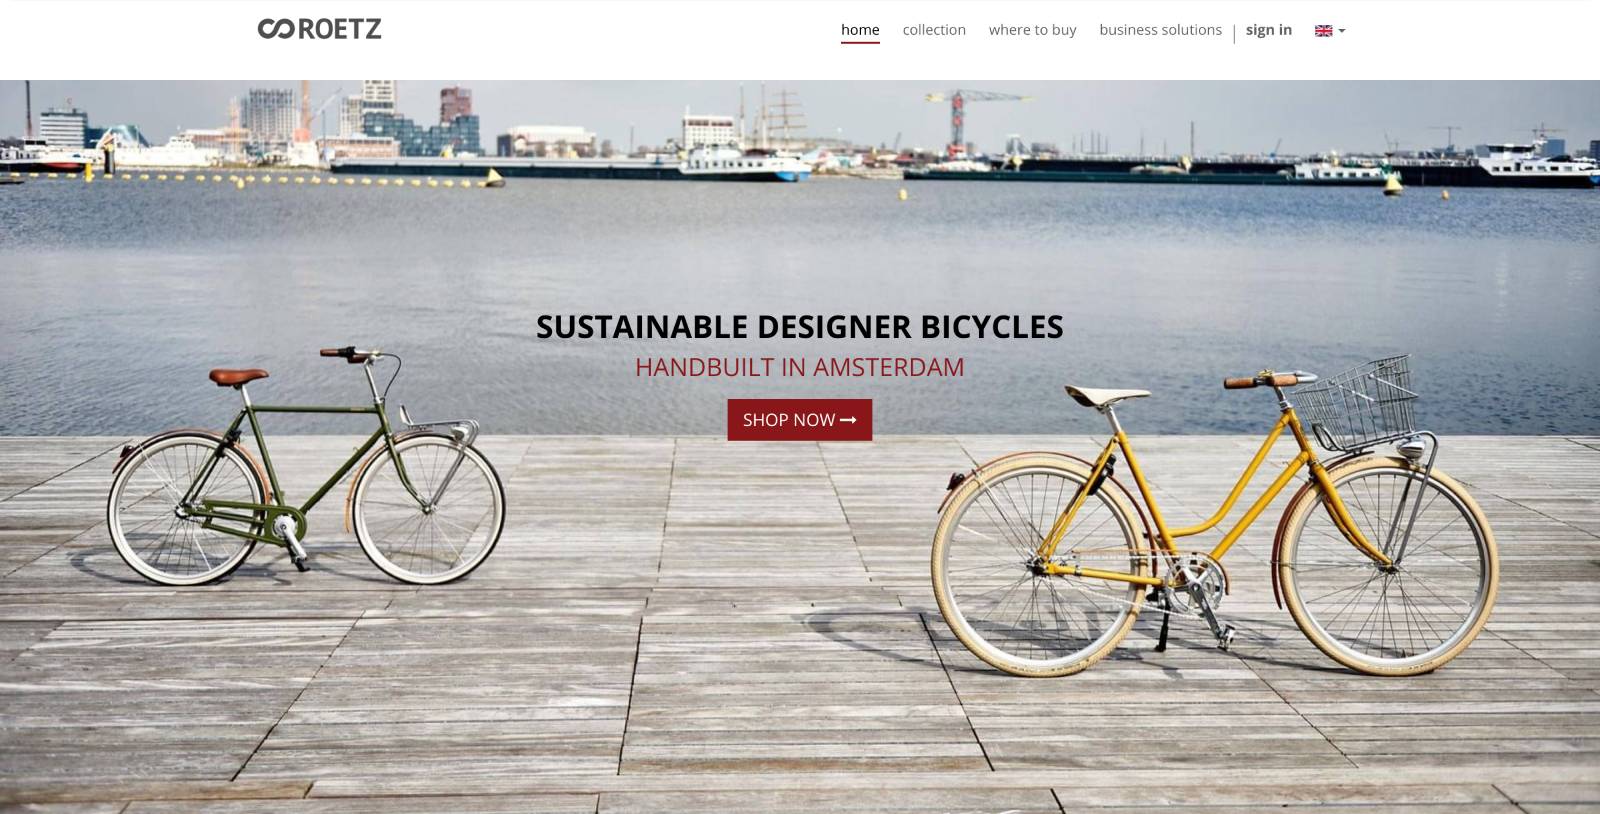 ROETZ
home collection where to buy business solutions | sign in
SUSTAINABLE DESIGNER BICYCLES
HANDBUILT IN AMSTERDAM
SHOP NOW